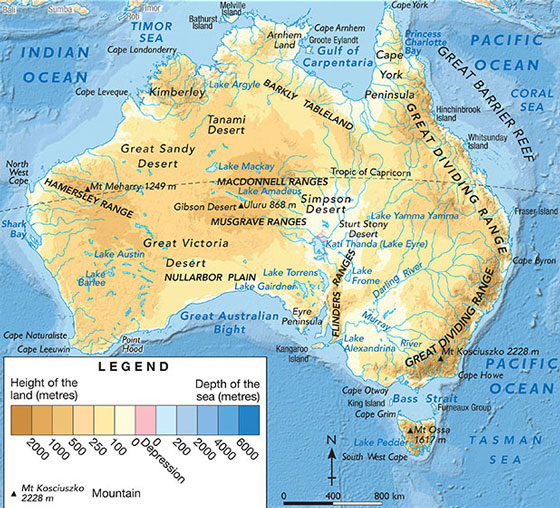 Bali
Sumba
TIMOR
SEA
Melville
Island
Bathurst
Island
Cape York
Cape Londonderry
Arnhem
Land
Cape Arnhem
Groote Eylandt
Gulf of
Carpentaria
Princess
Charlotte
Bay
PACIFIC
OCEAN
CORAL
SEA
INDIAN
OCEAN
GREAT BARRIER REEF
Cape
York
Peninsula
Cape Leveque
Kimberley
Lake Argyle
BARKLY TABLELAND
Hinchinbrook
Island
Tanami
Desert
GREAT DIVIDING RANGE
Whitsunday
Island
Great Sandy
Desert
North
West
Cape
Lake Mackay
Tropic of Capricorn
MACDONNELL RANGES
Mt Meharry 1249 m
HAMERSLEY RANGE
Lake Amadeus
Gibson Desert
Uluru 868 m
Simpson
Desert
MUSGRAVE RANGES
Lake Yamma Yamma
Fraser Island
Shark
Bay
Sturt Stony
Desert
Kati Thanda (Lake Eyre)
Great Victoria
Desert
Lake Austin
Lake
Barlee
NULLARBOR PLAIN
Lake Torrens
Lake Gairdner
FLINDERS RANGES
Lake
Frome
Darling River
Cape Byron
GREAT DIVIDING RANGE
Great Australian
Bight
Eyre
Peninsula
Murray
River
Cape Naturaliste
Cape Leeuwin
Point
Hood
Kangaroo
Island
Lake
Alexandrina
Mt Kosciuszko 2228 m
PACIFIC
OCEAN
Cape Howe
Cape Otway
Bass Strait
King Island
Furneaux Group
Cape Grim
Mt Ossa
1617 m
Lake Pedder
South West Cape
TASMAN
SEA
LEGEND
Height of the
land (metres)
Depth of the
sea (metres)
2000
1000
500
250
100
0
Depression
0
200
2000
4000
6000
Mt Kosciuszko
2228 m
Mountain
N
0
400
800 km